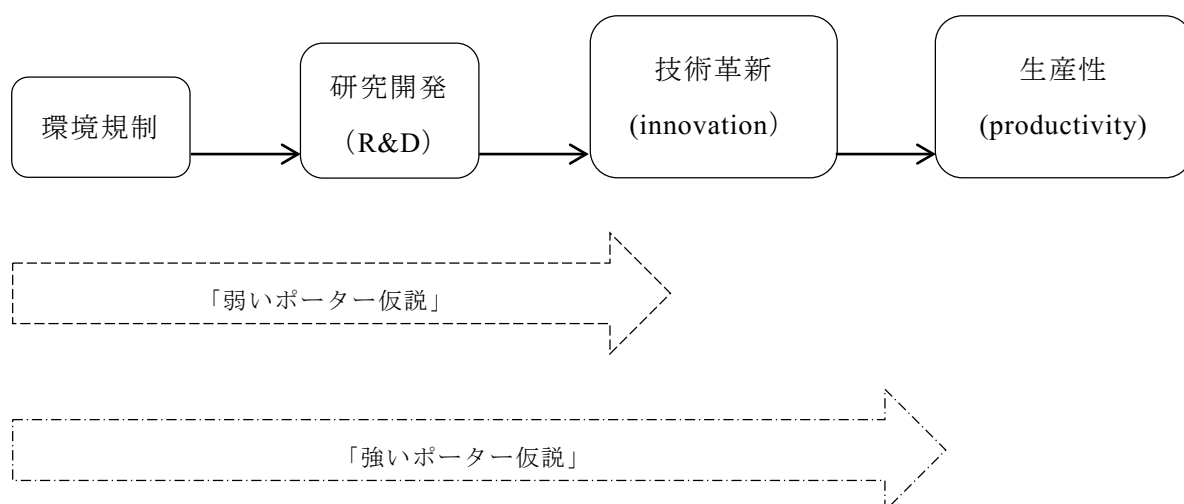 環境規制
研究開発
（R&D）
技術革新
(innovation）
生産性
(productivity)
「弱いポーター仮説」
「強いポーター仮説」